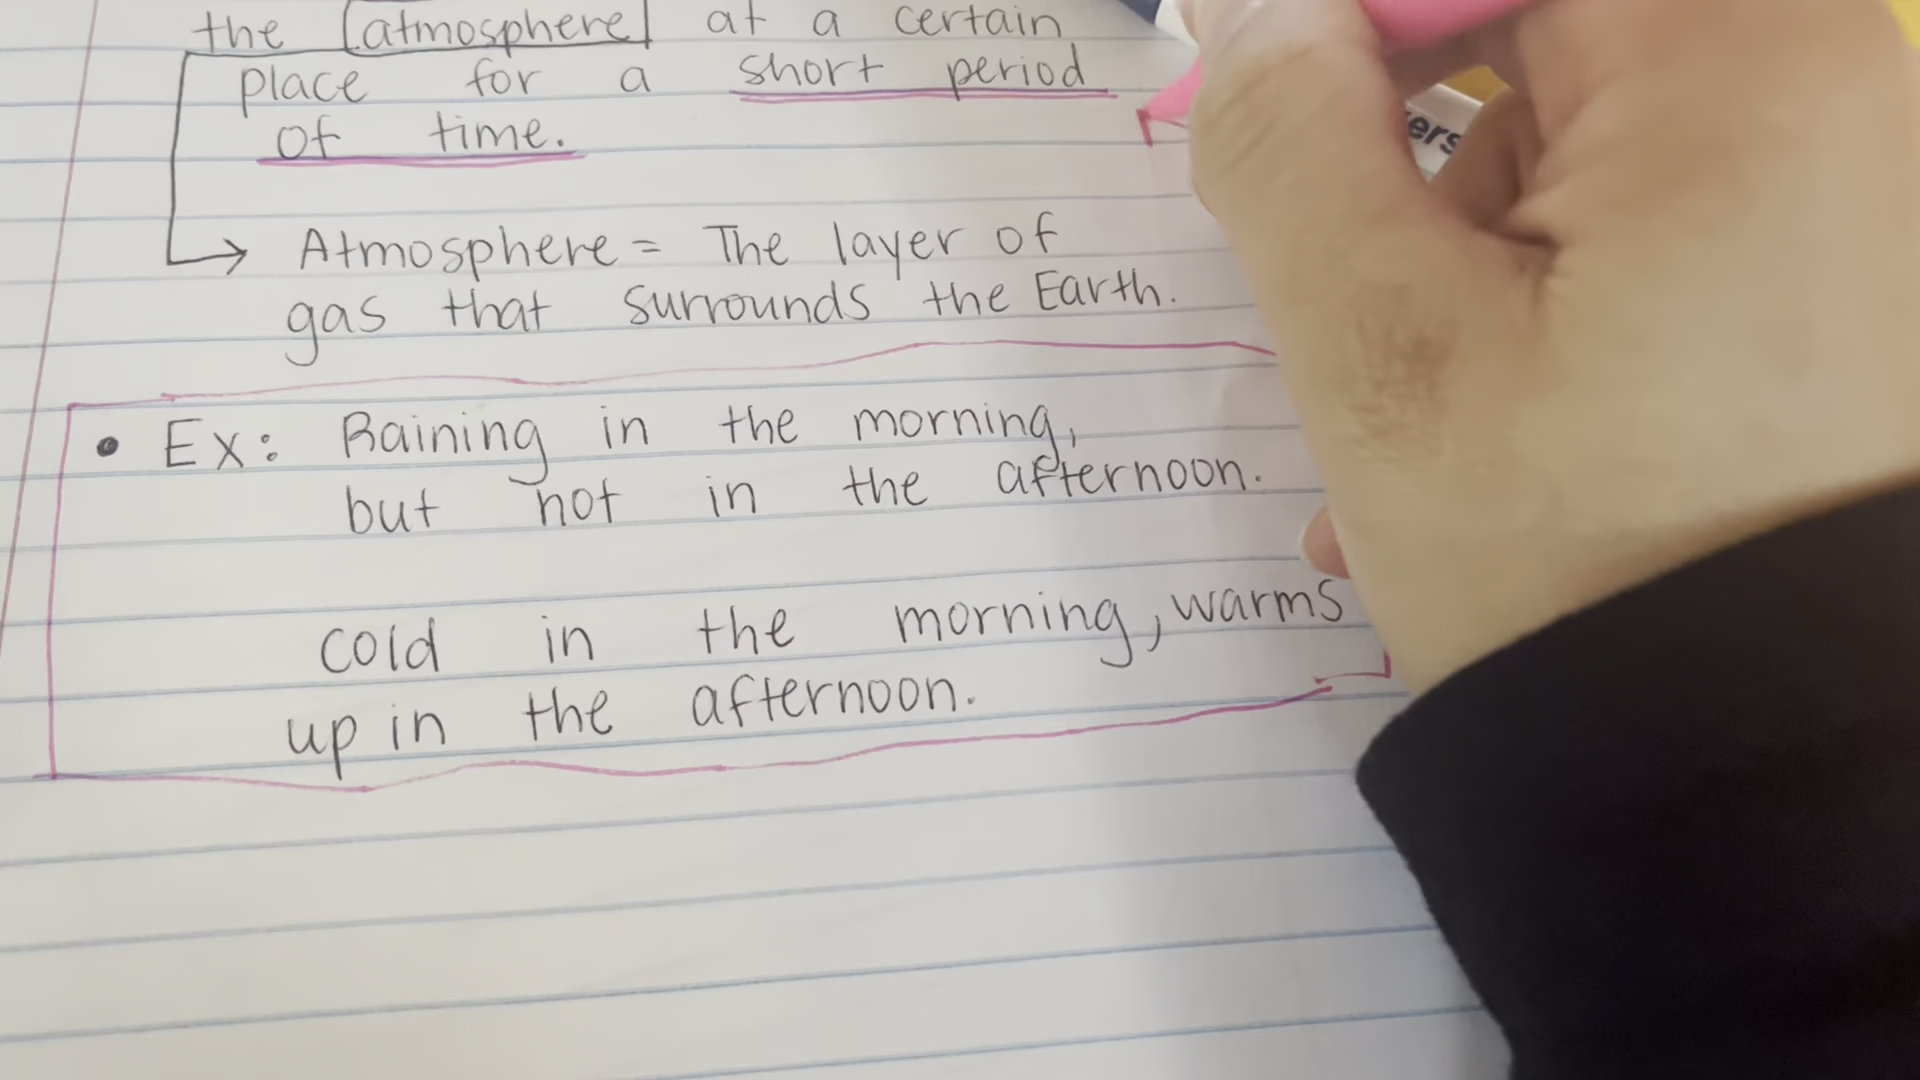 the atmosphere at a certain
place for a short period
of time.
Atmosphere = The layer of
gas that surrounds the Earth.
• Ex: Raining in the morning,
but not in the afternoon.
cold in the morning, warms
up in the afternoon.
ers